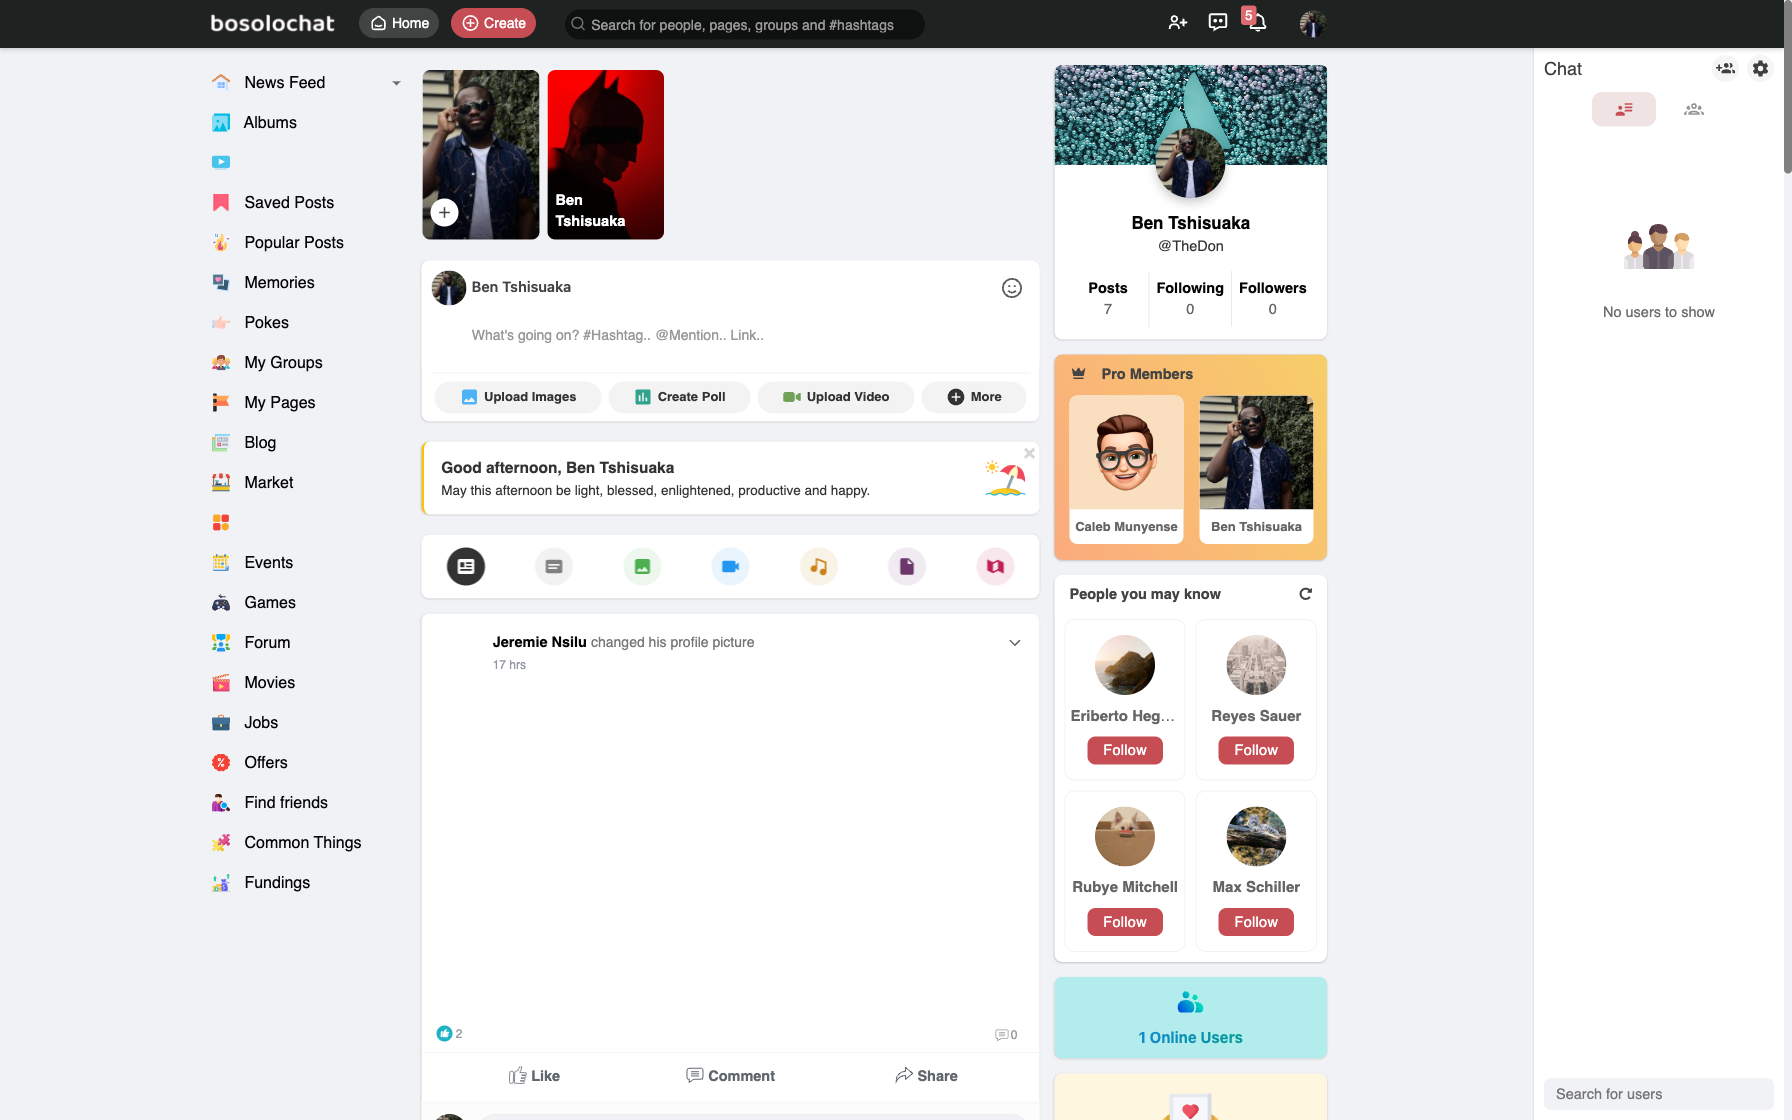 bosolochat
Home
Create
Search for people, pages, groups and #hashtags
5
News Feed
Albums
Saved Posts
Popular Posts
Memories
Pokes
My Groups
My Pages
Blog
Market
Events
Games
Forum
Movies
Jobs
Offers
Find friends
Common Things
Fundings
Ben
Tshisuaka
Ben Tshisuaka
What's going on? #Hashtag.. @Mention.. Link..
Upload Images
Create Poll
Upload Video
More
Good afternoon, Ben Tshisuaka
May this afternoon be light, blessed, enlightened, productive and happy.
Jeremie Nsilu changed his profile picture
17 hrs
2
0
Like
Comment
Share
Ben Tshisuaka
@TheDon
Posts
7
Following
0
Followers
0
Pro Members
Caleb Munyense
Ben Tshisuaka
People you may know
Eriberto Heg...
Follow
Reyes Sauer
Follow
Rubye Mitchell
Follow
Max Schiller
Follow
1 Online Users
Chat
No users to show
Search for users